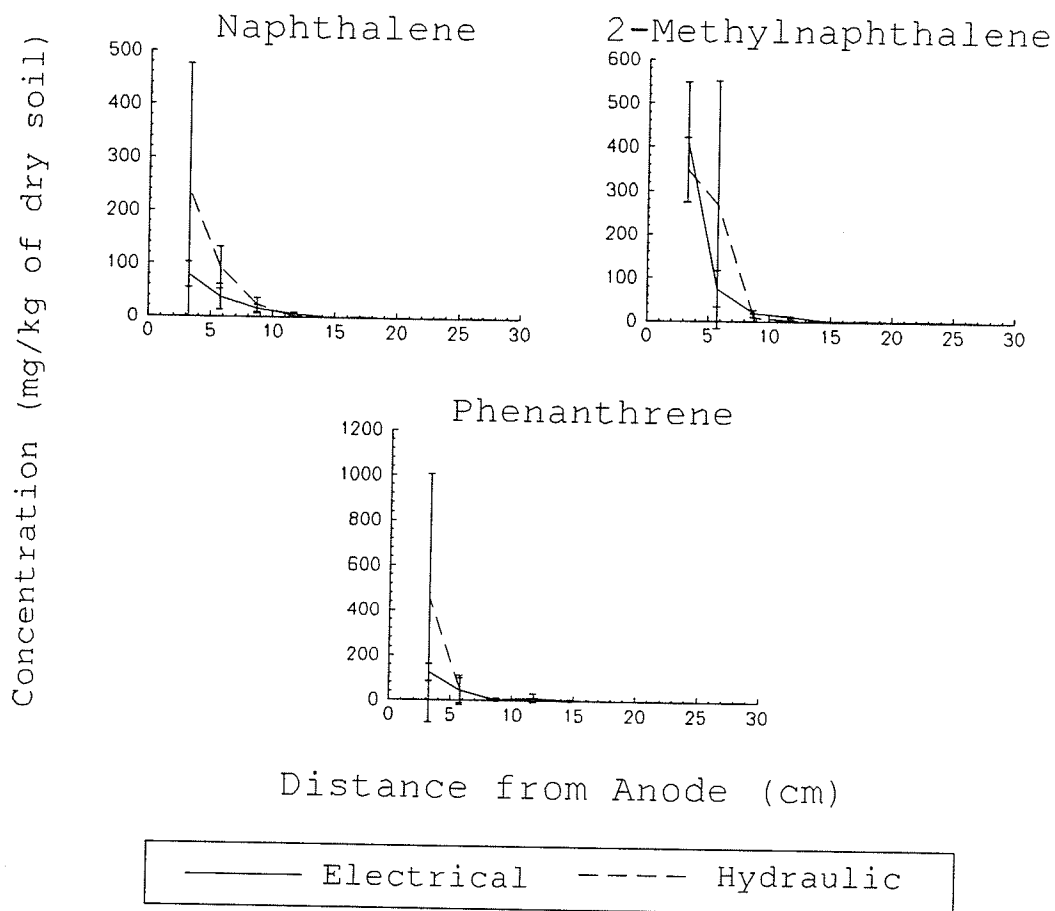 Concentration (mg/kg of dry soil)
Naphthalene
500
400
300
200
100
0
0 5 10 15 20 25 30
2-Methylnaphthalene
600
500
400
300
200
100
0
0 5 10 15 20 25 30
Phenanthrene
1200
1000
800
600
400
200
0
0 5 10 15 20 25 30
Distance from Anode (cm)
Electrical Hydraulic